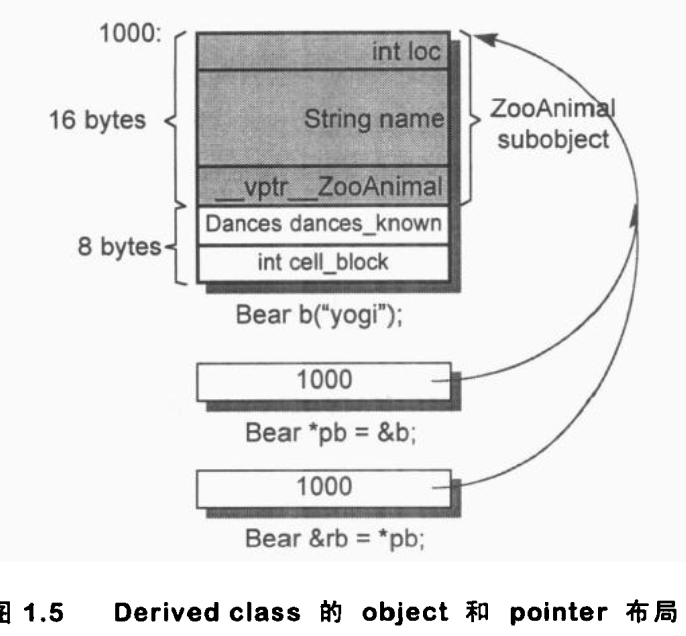 1000:
int loc
16 bytes
String name
ZooAnimal
subobject
__vptr__ZooAnimal
Dances dances_known
8 bytes
int cell_block
Bear b("yogi");
1000
Bear *pb = &b;
1000
Bear &rb = *pb;
图 1.5 Derived class 的 object 和 pointer 布局